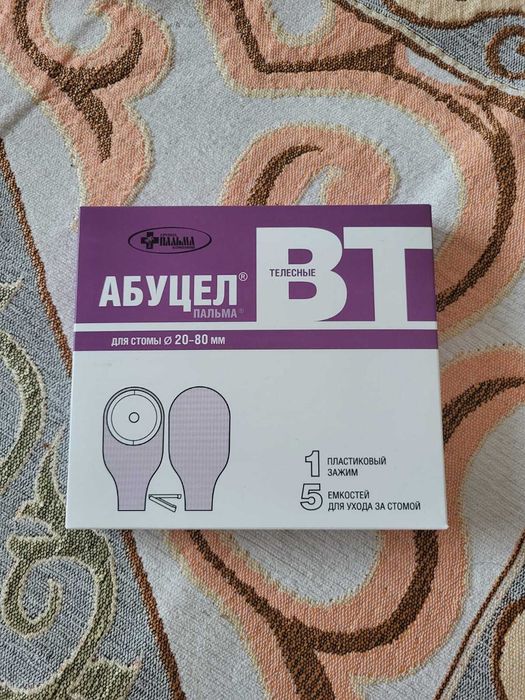 ПАЛЬМА
АБУЦЕЛ®
ПАЛЬМА®
ТЕЛЕСНЫЕ
ВТ
ДЛЯ СТОМЫ Ø 20-80 ММ
1 ПЛАСТИКОВЫЙ
ЗАЖИМ
5 ЕМКОСТЕЙ
ДЛЯ УХОДА ЗА СТОМОЙ